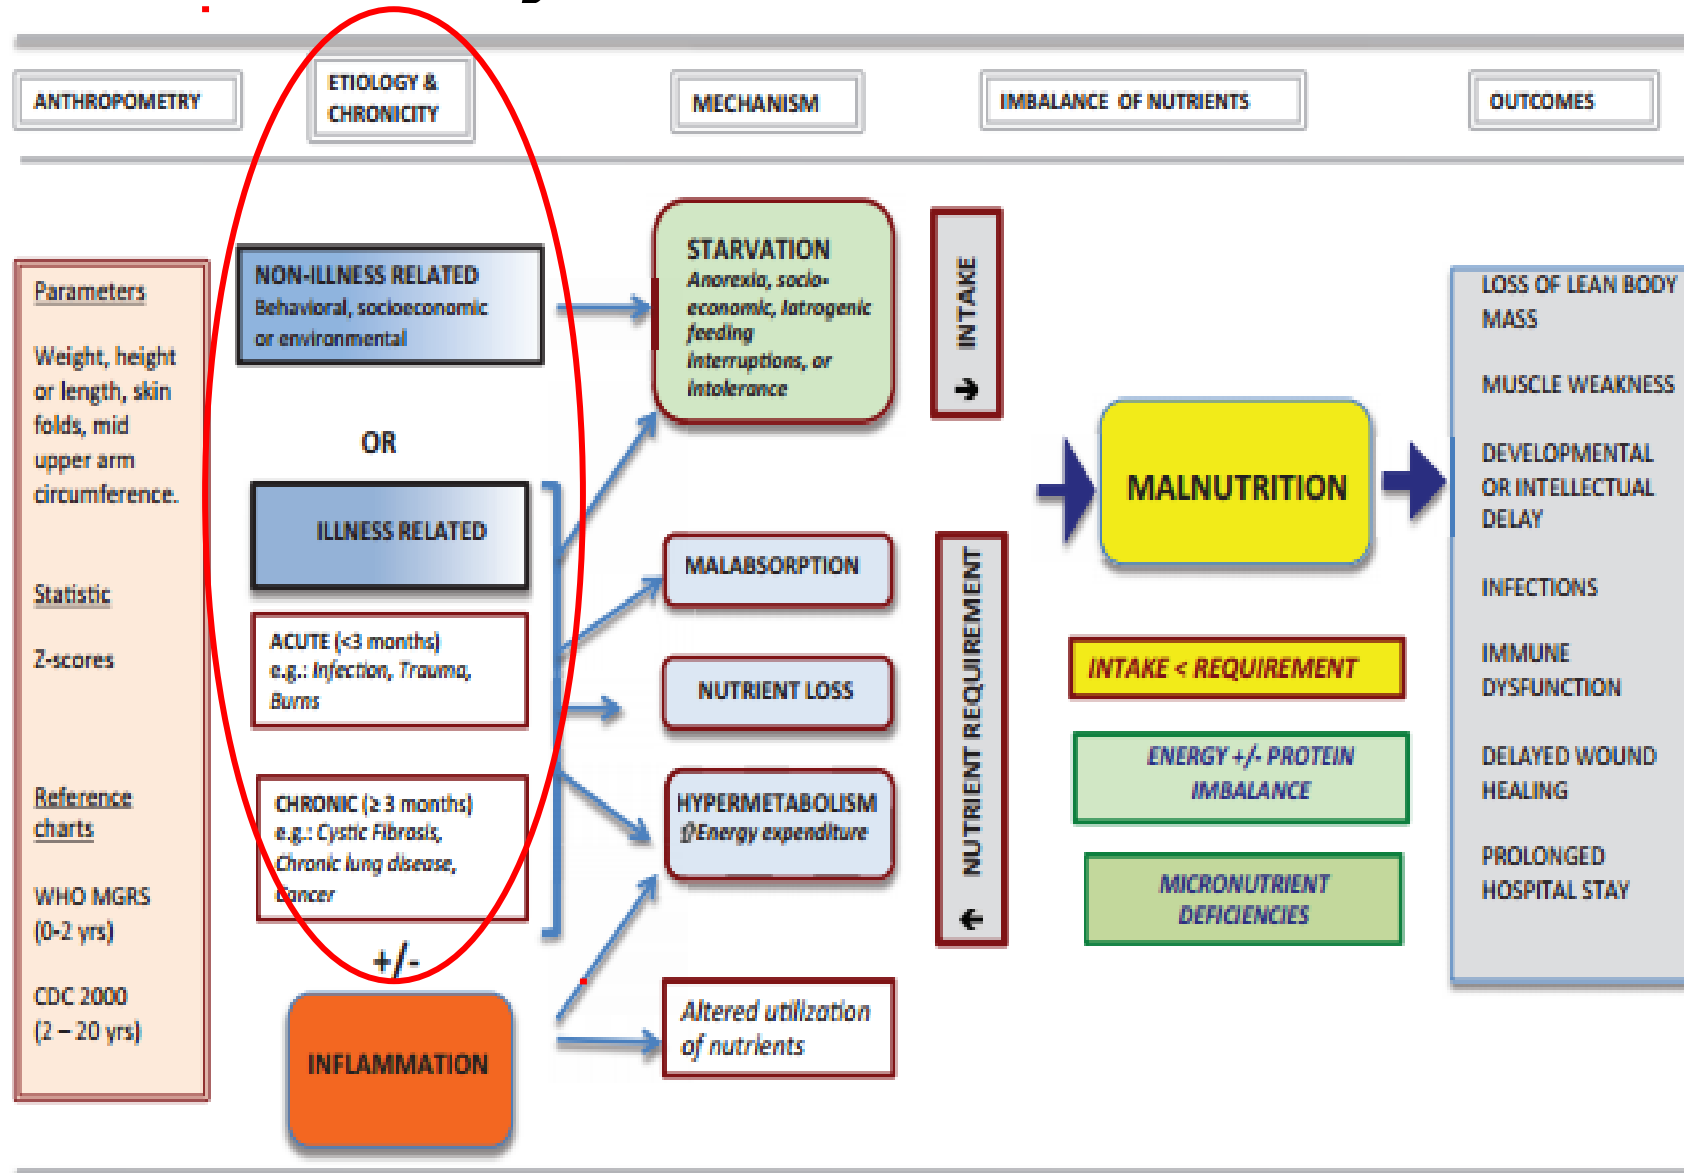 ANTHROPOMETRY
ETIOLOGY &
CHRONICITY
MECHANISM
IMBALANCE OF NUTRIENTS
OUTCOMES
Parameters
Weight, height
or length, skin
folds, mid
upper arm
circumference.
Statistic
Z-scores
Reference
charts
WHO MGRS
(0-2 yrs)
CDC 2000
(2 – 20 yrs)
NON-ILLNESS RELATED
Behavioral, socioeconomic
or environmental
OR
ILLNESS RELATED
ACUTE (<3 months)
e.g.: Infection, Trauma,
Burns
CHRONIC (≥ 3 months)
e.g.: Cystic Fibrosis,
Chronic lung disease,
Cancer
+/-
INFLAMMATION
STARVATION
Anorexia, socio-
economic, Iatrogenic
feeding
interruptions, or
intolerance
MALABSORPTION
NUTRIENT LOSS
HYPERMETABOLISM
⇧Energy expenditure
Altered utilization
of nutrients
↓ INTAKE
↑ NUTRIENT REQUIREMENT
MALNUTRITION
INTAKE < REQUIREMENT
ENERGY +/- PROTEIN
IMBALANCE
MICRONUTRIENT
DEFICIENCIES
LOSS OF LEAN BODY
MASS
MUSCLE WEAKNESS
DEVELOPMENTAL
OR INTELLECTUAL
DELAY
INFECTIONS
IMMUNE
DYSFUNCTION
DELAYED WOUND
HEALING
PROLONGED
HOSPITAL STAY